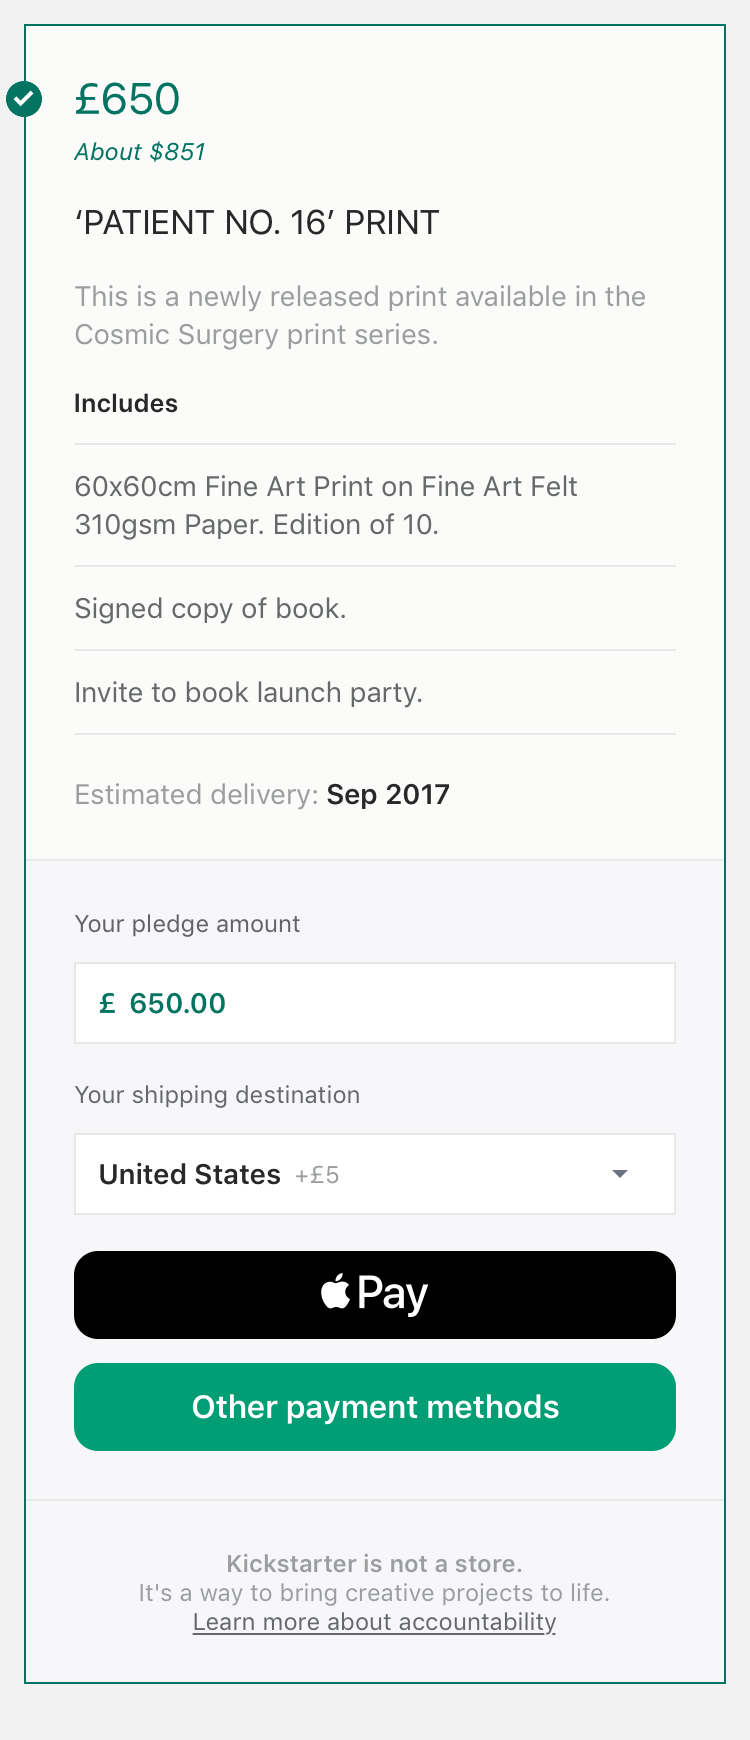 £650
About $851
‘PATIENT NO. 16’ PRINT
This is a newly released print available in the
Cosmic Surgery print series.
Includes
60x60cm Fine Art Print on Fine Art Felt
310gsm Paper. Edition of 10.
Signed copy of book.
Invite to book launch party.
Estimated delivery: Sep 2017
Your pledge amount
£ 650.00
Your shipping destination
United States +£5
Pay
Other payment methods
Kickstarter is not a store.
It's a way to bring creative projects to life.
Learn more about accountability